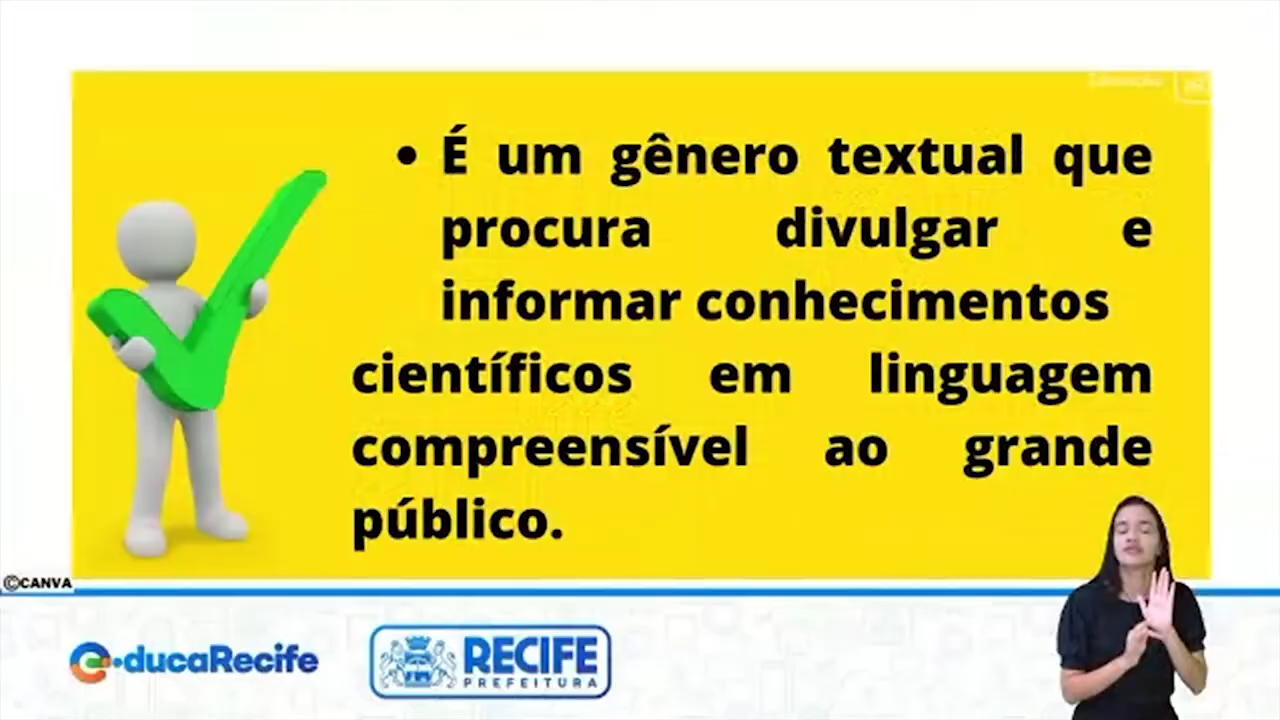 • É um gênero textual que
procura divulgar e
informar conhecimentos
científicos em linguagem
compreensível ao grande
público.
©CANVA
e·ducaRecife
RECIFE
PREFEITURA